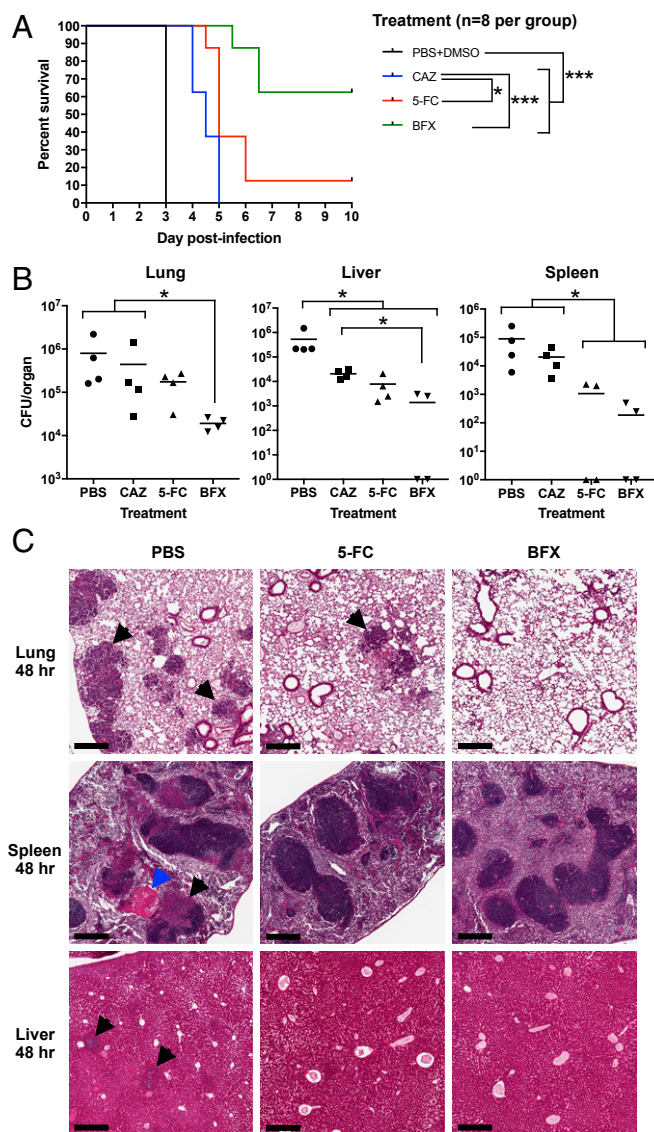 A
Treatment (n=8 per group)
PBS+DMSO
CAZ
5-FC
BFX
*
***
***
Percent survival
100
90
80
70
60
50
40
30
20
10
0
0 1 2 3 4 5 6 7 8 9 10
Day post-infection
B
Lung
Liver
Spleen
CFU/organ
10⁷
10⁶
10⁵
10⁴
10³
*
PBS CAZ 5-FC BFX
Treatment
10⁷
10⁶
10⁵
10⁴
10³
10²
10¹
10⁰
*
*
PBS CAZ 5-FC BFX
Treatment
10⁶
10⁵
10⁴
10³
10²
10¹
10⁰
*
PBS CAZ 5-FC BFX
Treatment
C
PBS
5-FC
BFX
Lung
48 hr
Spleen
48 hr
Liver
48 hr